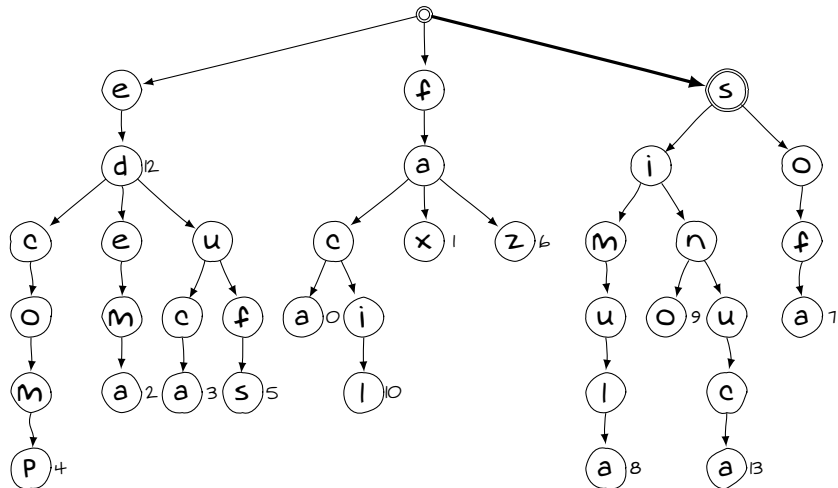 e f s
d 12 a i o
c e u c x 1 z 6 m n f
o m c f a 0 i u o 9 u a 7
m a 2 a 3 s 5 l 10 l c
p 4 a 8 a 13